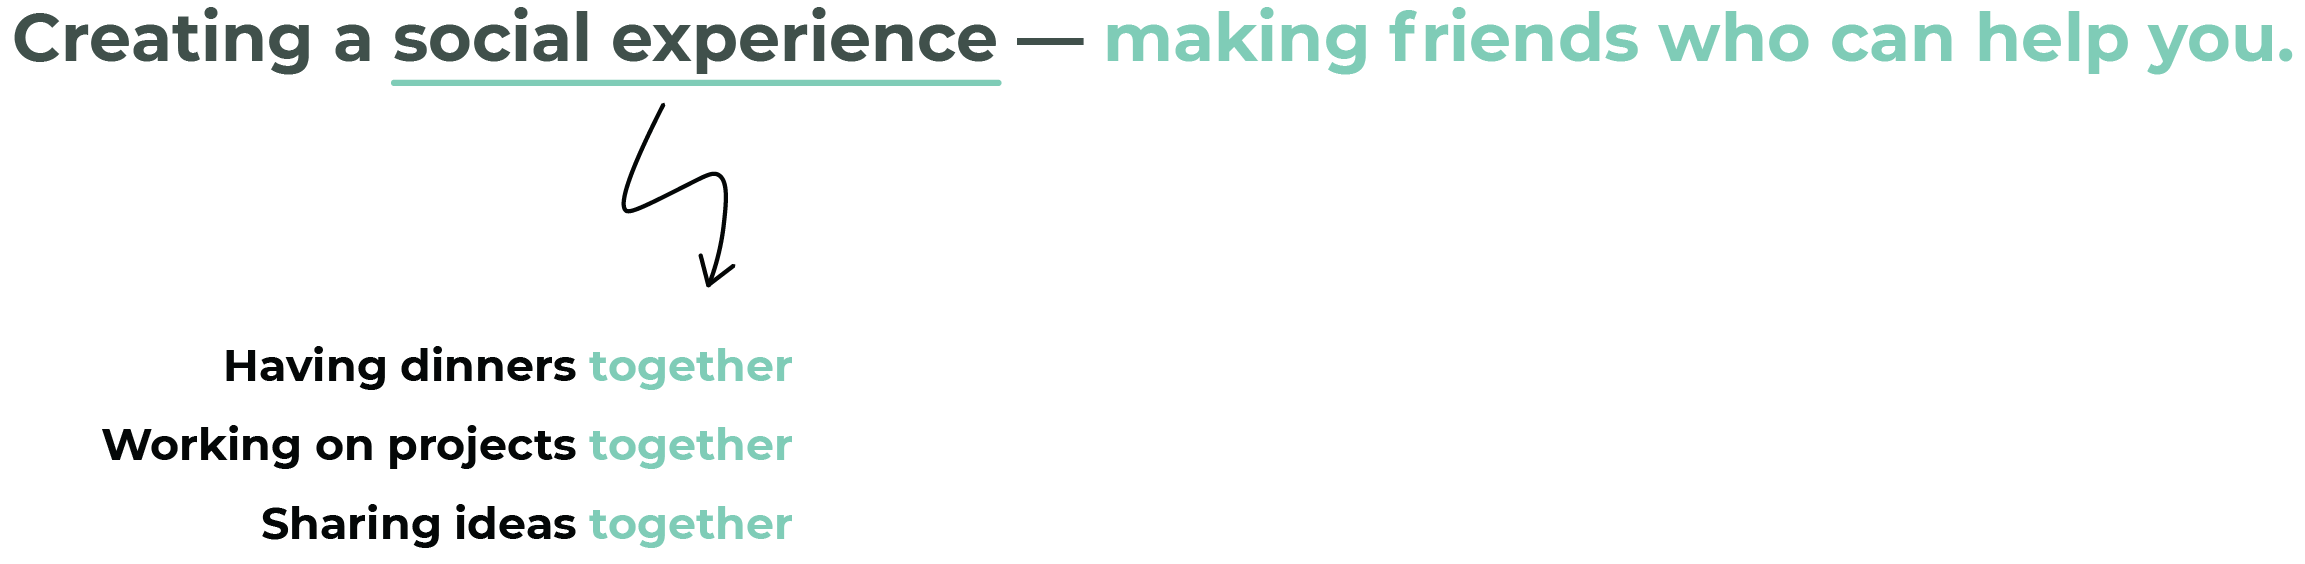 Creating a social experience — making friends who can help you.
Having dinners together
Working on projects together
Sharing ideas together